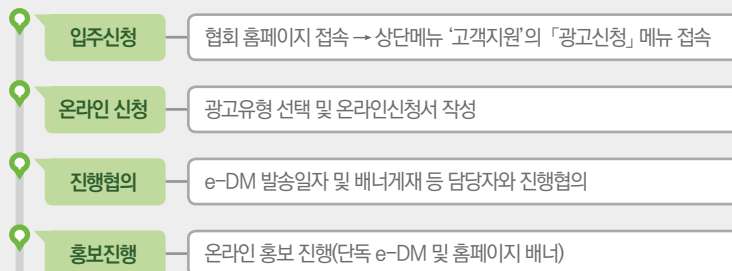 입주신청 협회 홈페이지 접속 → 상단메뉴 ‘고객지원’의 「광고신청」 메뉴 접속
온라인 신청 광고유형 선택 및 온라인신청서 작성
진행협의 e-DM 발송일자 및 배너게재 등 담당자와 진행협의
홍보진행 온라인 홍보 진행(단독 e-DM 및 홈페이지 배너)